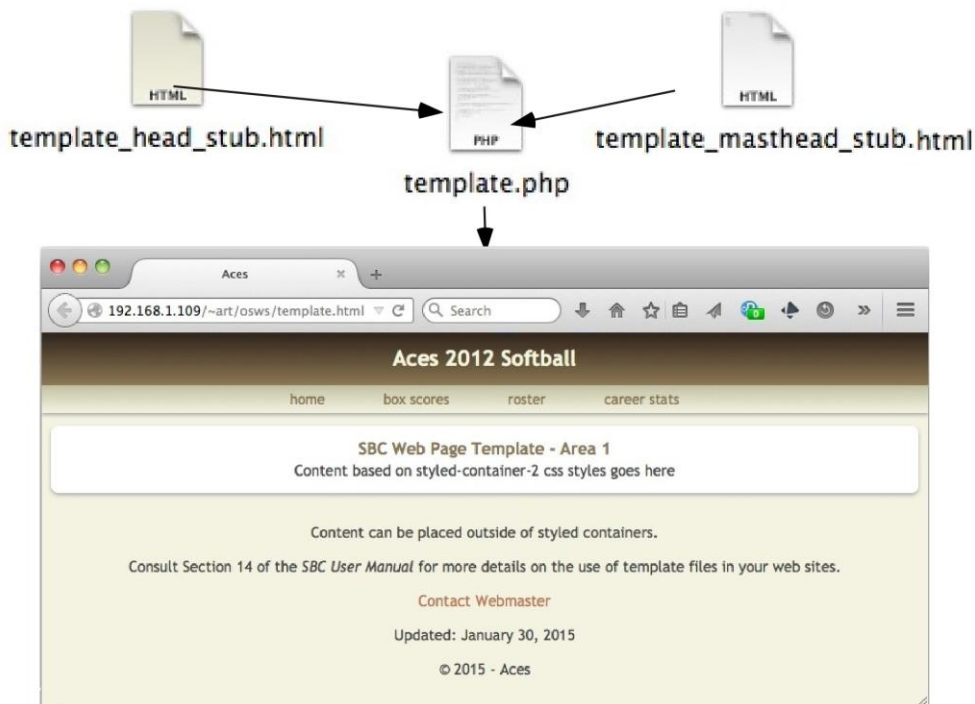 HTML
HTML
PHP
template_head_stub.html
template_masthead_stub.html
template.php
Aces
192.168.1.109/~art/osws/template.html
Search
Aces 2012 Softball
home box scores roster career stats
SBC Web Page Template - Area 1
Content based on styled-container-2 css styles goes here
Content can be placed outside of styled containers.
Consult Section 14 of the SBC User Manual for more details on the use of template files in your web sites.
Contact Webmaster
Updated: January 30, 2015
© 2015 - Aces